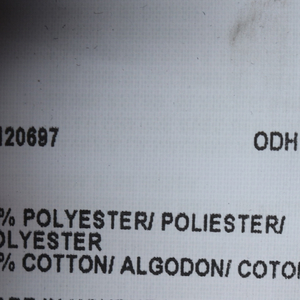 120697 ODH
% POLYESTER/ POLIESTER/
OLYESTER
% COTTON/ ALGODON/ COTO